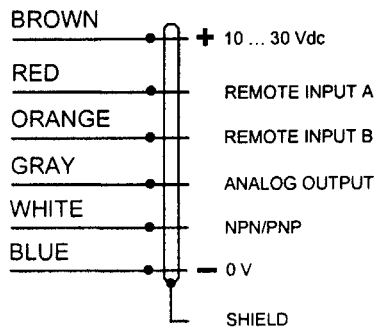 BROWN
+ 10 ... 30 Vdc
RED
REMOTE INPUT A
ORANGE
REMOTE INPUT B
GRAY
ANALOG OUTPUT
WHITE
NPN/PNP
BLUE
− 0 V
SHIELD